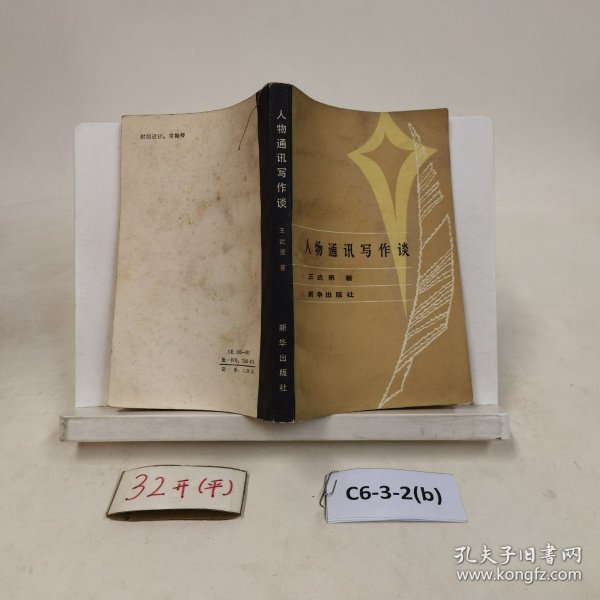 封面设计：常翰卿
人物通讯写作谈
王武录 著
新华出版社
人物通讯写作谈
王武录 著
新华出版社
32开(平)
C6-3-2(b)
孔夫子旧书网
www.kongfz.com